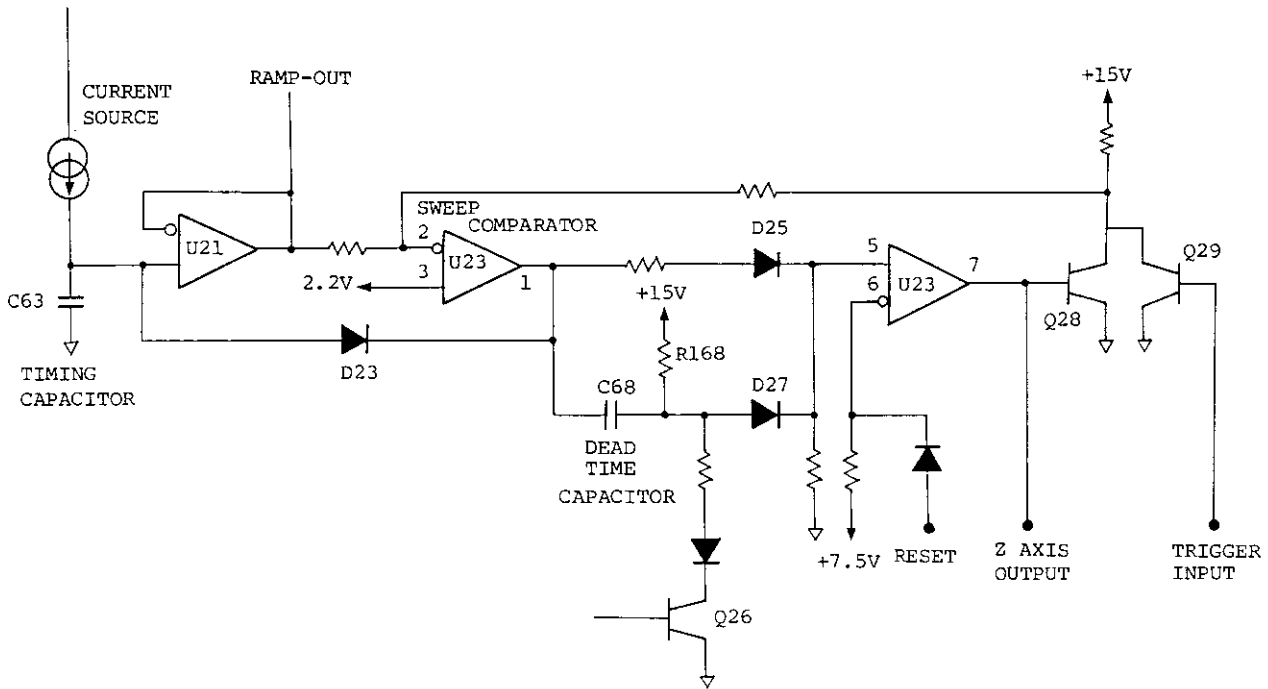 +15V
RAMP-OUT
CURRENT
SOURCE
SWEEP
COMPARATOR
D25
Q29
U21
2
U23
3
1
2.2V
5
6
U23
7
C63
+15V
Q28
R168
D23
TIMING
CAPACITOR
C68
D27
DEAD
TIME
CAPACITOR
+7.5V
RESET
Z AXIS
OUTPUT
TRIGGER
INPUT
Q26